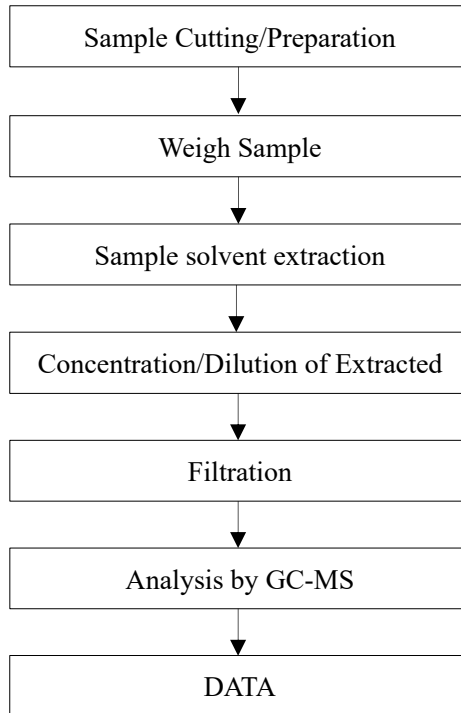 Sample Cutting/Preparation
Weigh Sample
Sample solvent extraction
Concentration/Dilution of Extracted
Filtration
Analysis by GC-MS
DATA